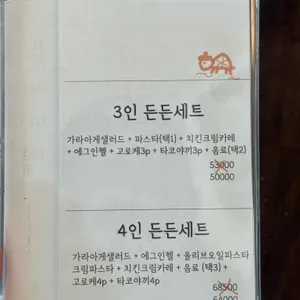 3인 든든세트
가라아게샐러드 + 파스타(택1) + 치킨크림카레
+ 에그인헬 + 고로케3p + 타코야끼3p + 음료(택2)
53000
50000
4인 든든세트
가라아게샐러드 + 에그인헬 + 올리브오일파스타
크림파스타 + 치킨크림카레 + 음료 (택3) +
고로케4p + 타코야끼4p
68500
64000